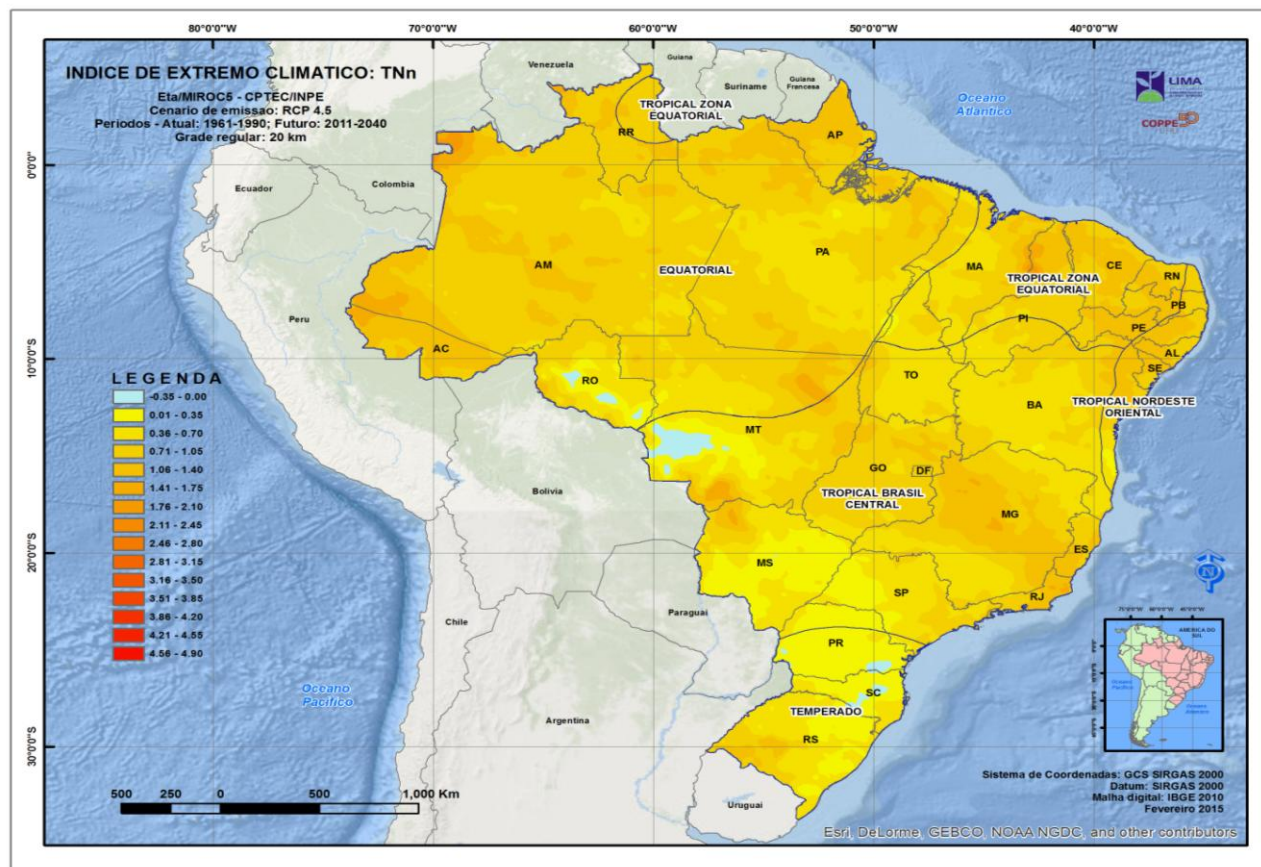 80°0'0"W 70°0'0"W 60°0'0"W 50°0'0"W 40°0'0"W
INDICE DE EXTREMO CLIMATICO: TNn
Eta/MIROC5 - CPTEC/INPE
Cenario de emissao: RCP 4.5
Periodos - Atual: 1961-1990; Futuro: 2011-2040
Grade regular: 20 km
Venezuela
Guiana
Suriname
Guiana
Francesa
Oceano
Atlantico
LIMA
COPPE
TROPICAL ZONA
EQUATORIAL
RR
AP
0°0'0"
Colombia
Ecuador
AM
EQUATORIAL
PA
MA
CE
RN
TROPICAL ZONA
EQUATORIAL
PB
Peru
PI
PE
AC
AL
10°0'0"S
SE
RO
TO
BA
TROPICAL NORDESTE
ORIENTAL
MT
LEGENDA
-0.35 - 0.00
0.01 - 0.35
0.36 - 0.70
0.71 - 1.05
1.06 - 1.40
1.41 - 1.75
1.76 - 2.10
2.11 - 2.45
2.46 - 2.80
2.81 - 3.15
3.16 - 3.50
3.51 - 3.85
3.86 - 4.20
4.21 - 4.55
4.56 - 4.90
Bolivia
GO
DF
TROPICAL BRASIL
CENTRAL
MG
ES
20°0'0"S
N
MS
SP
RJ
Chile
Paraguai
PR
SC
TEMPERADO
RS
Oceano
Pacifico
Argentina
30°0'0"S
Uruguai
AMERICA DO
SUL
Oceano
Pacifico
Oceano
Atlantico
500 250 0 500 1,000 Km
Sistema de Coordenadas: GCS SIRGAS 2000
Datum: SIRGAS 2000
Malha digital: IBGE 2010
Fevereiro 2015
Esri, DeLorme, GEBCO, NOAA NGDC, and other contributors